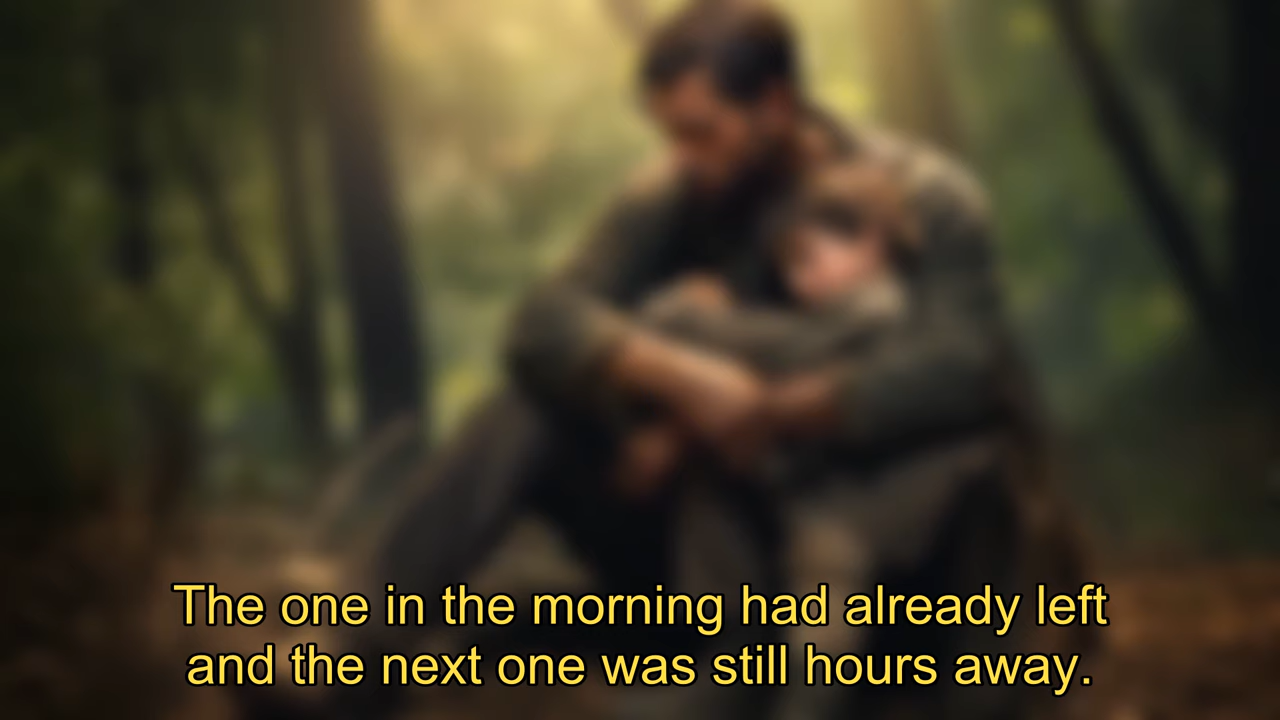 The one in the morning had already left
and the next one was still hours away.